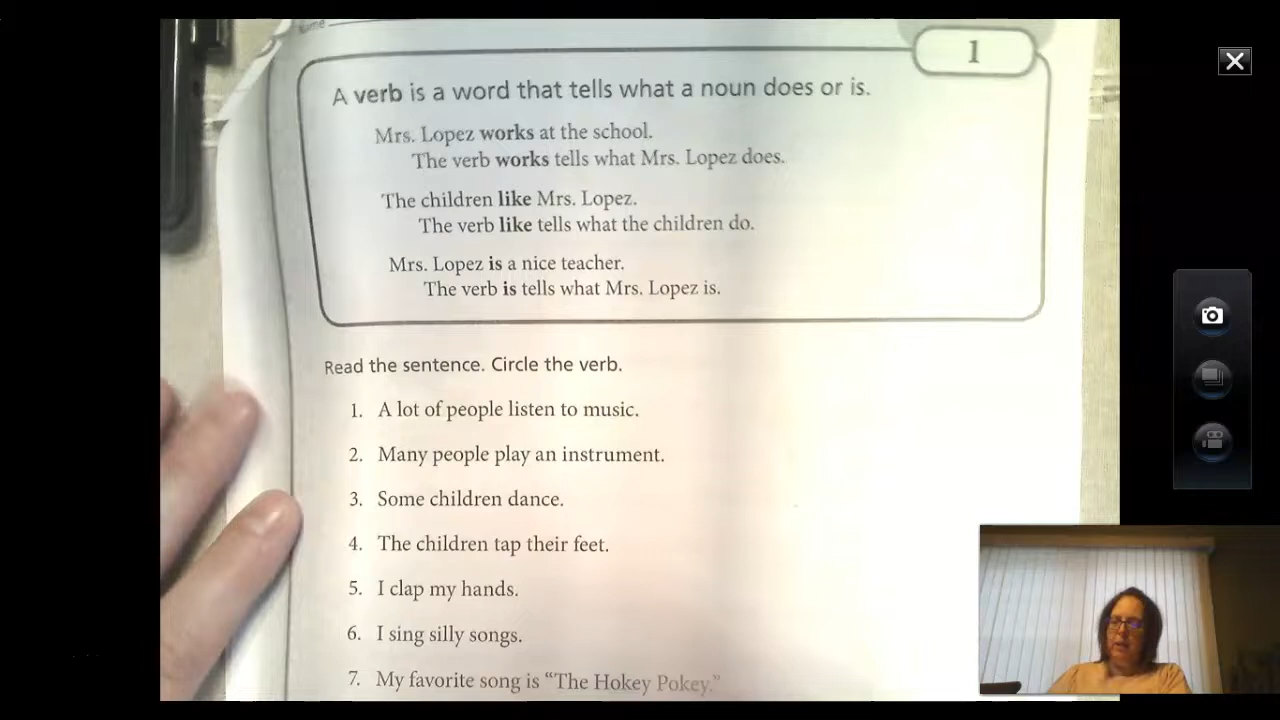 Name
1
A verb is a word that tells what a noun does or is.
Mrs. Lopez works at the school.
The verb works tells what Mrs. Lopez does.
The children like Mrs. Lopez.
The verb like tells what the children do.
Mrs. Lopez is a nice teacher.
The verb is tells what Mrs. Lopez is.
Read the sentence. Circle the verb.
1. A lot of people listen to music.
2. Many people play an instrument.
3. Some children dance.
4. The children tap their feet.
5. I clap my hands.
6. I sing silly songs.
7. My favorite song is “The Hokey Pokey.”